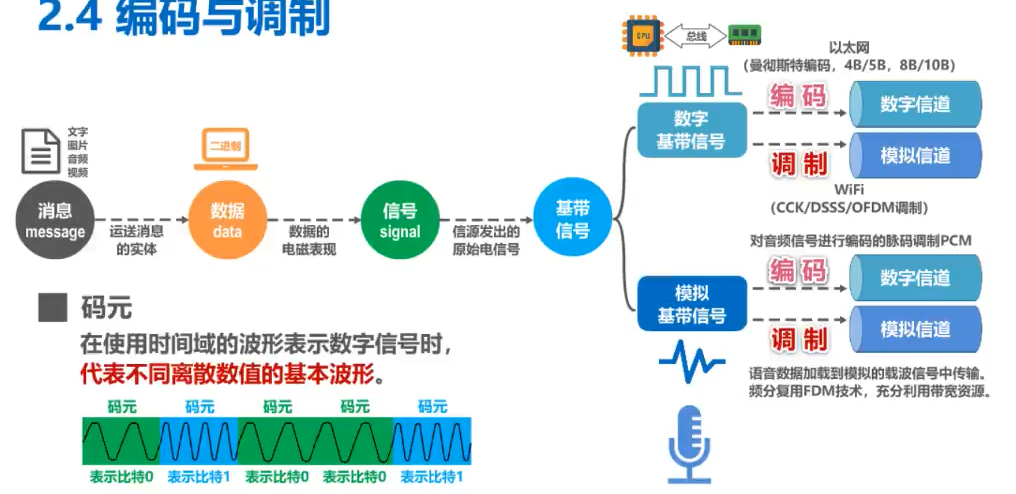 2.4 编码与调制
CPU
总线
以太网
(曼彻斯特编码，4B/5B，8B/10B)
数字
基带信号
编码
数字信道
调制
模拟信道
WiFi
(CCK/DSSS/OFDM调制)
文字
图片
音频
视频
二进制
消息
message
运送消息
的实体
数据
data
数据的
电磁表现
信号
signal
信源发出的
原始电信号
基带
信号
对音频信号进行编码的脉码调制PCM
模拟
基带信号
编码
数字信道
调制
模拟信道
语音数据加载到模拟的载波信号中传输。
频分复用FDM技术，充分利用带宽资源。
码元
在使用时间域的波形表示数字信号时，
代表不同离散数值的基本波形。
码元 码元 码元 码元 码元
表示比特0 表示比特1 表示比特0 表示比特0 表示比特1